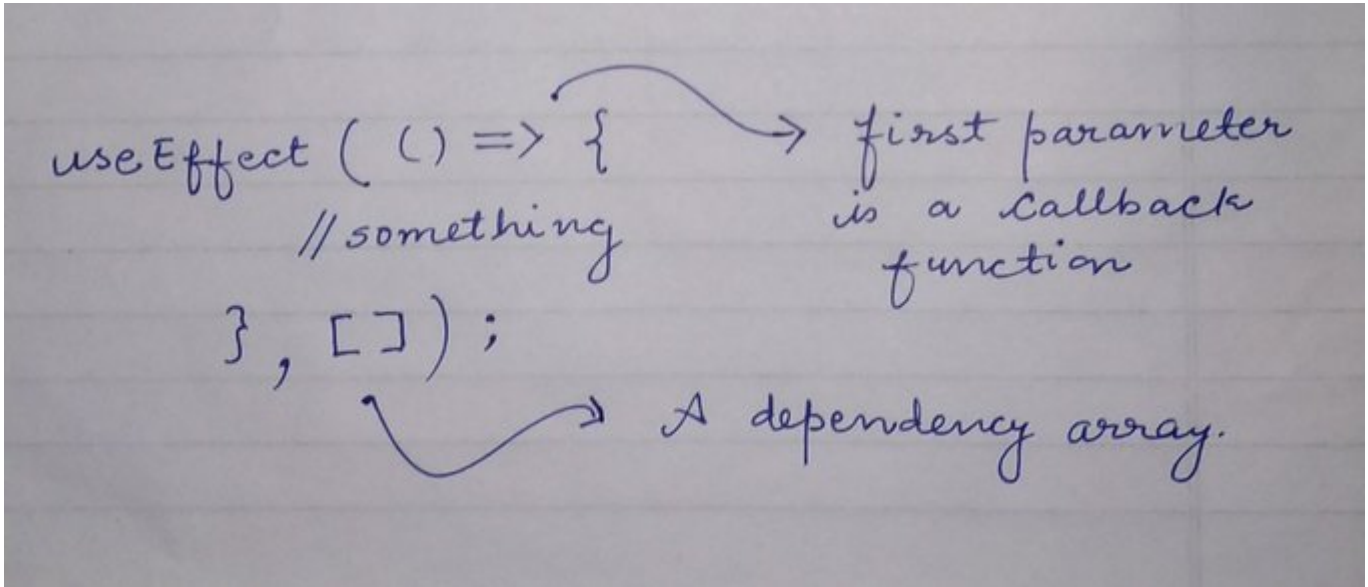 useEffect ( () => {
first parameter
is a callback
function
// something
} , [] ) ;
A dependency array.